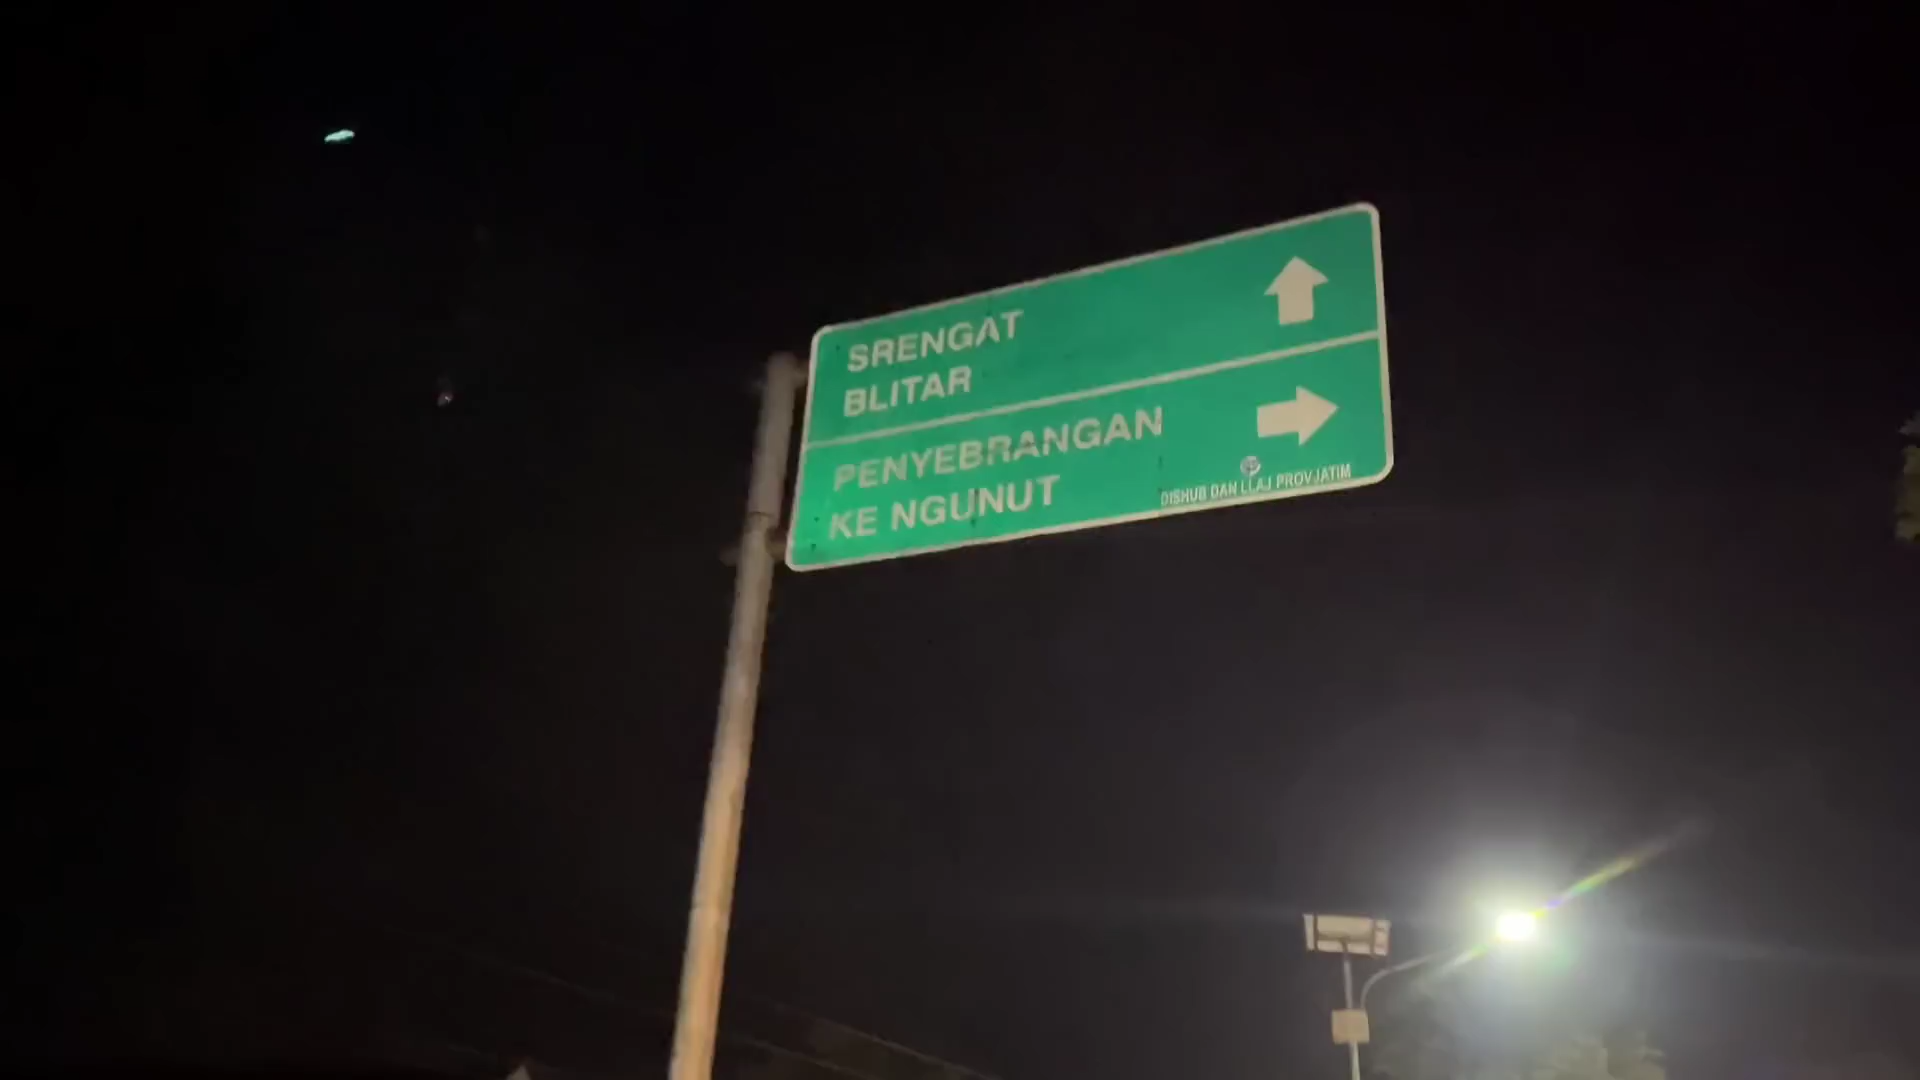 SRENGAT
BLITAR
PENYEBRANGAN
KE NGUNUT
DISHUB DAN LLAJ PROV JATIM